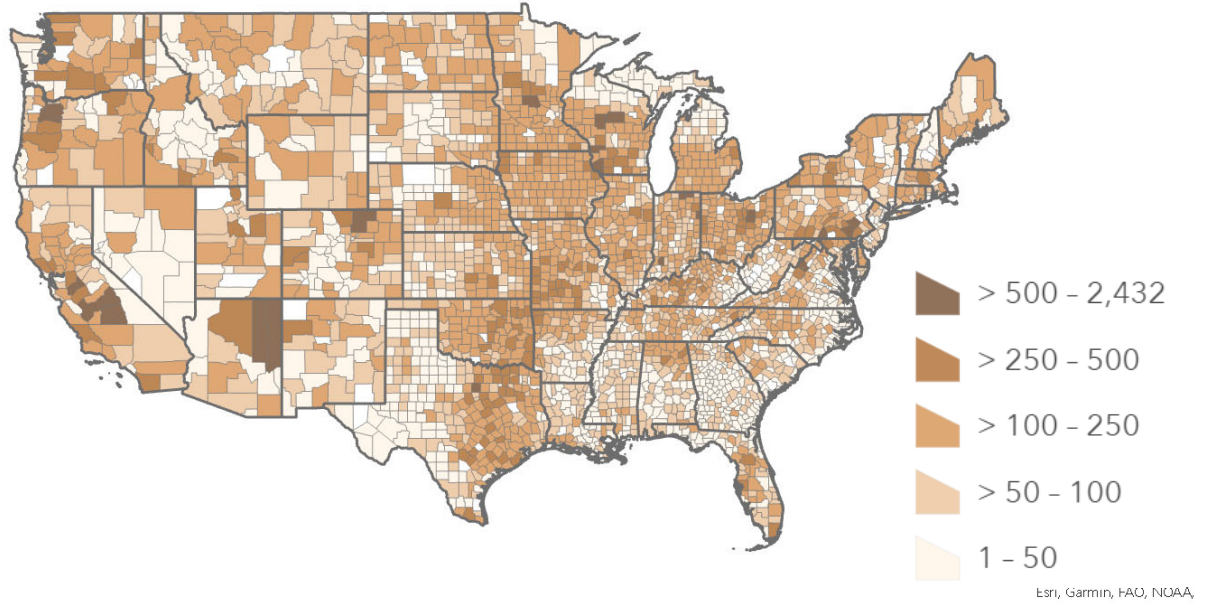 > 500 – 2,432
> 250 – 500
> 100 – 250
> 50 – 100
1 – 50
Esri, Garmin, FAO, NOAA,